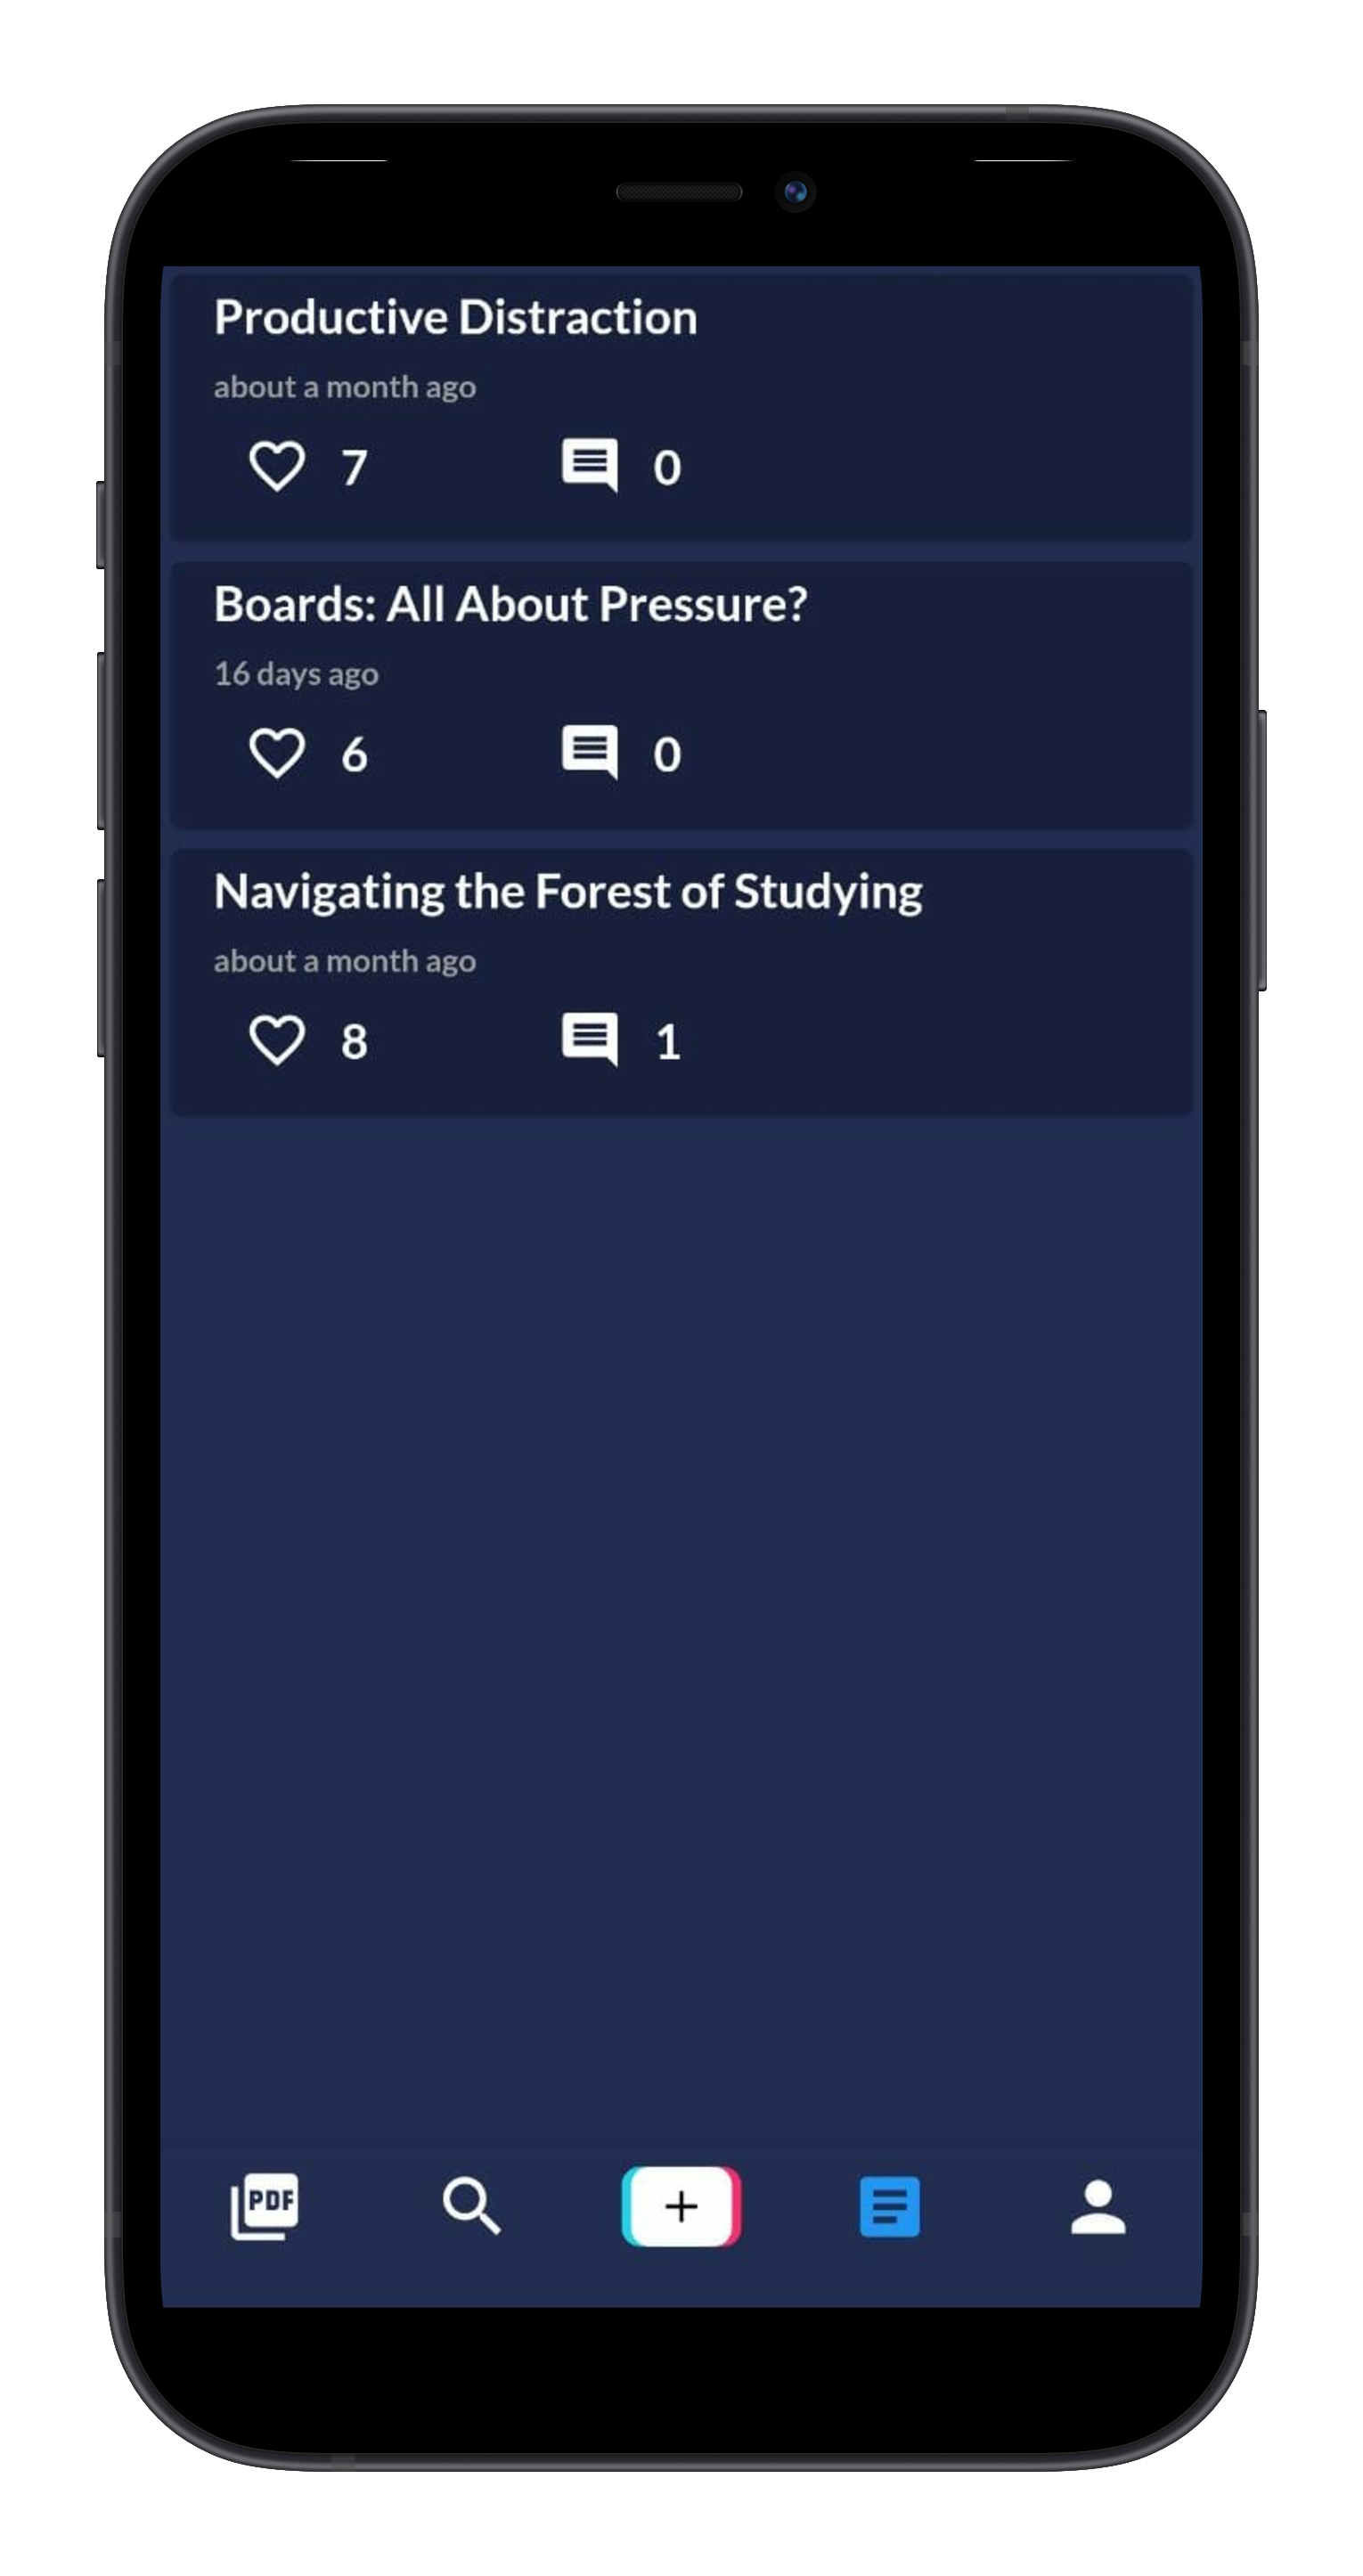 Productive Distraction
about a month ago
7 0
Boards: All About Pressure?
16 days ago
6 0
Navigating the Forest of Studying
about a month ago
8 1
PDF
+